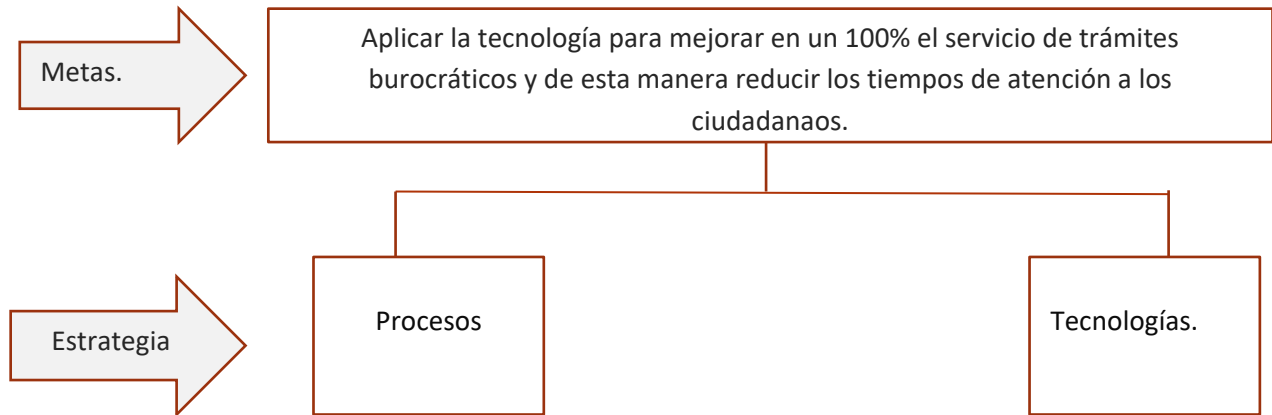 Metas.
Aplicar la tecnología para mejorar en un 100% el servicio de trámites
burocráticos y de esta manera reducir los tiempos de atención a los
ciudadanaos.
Estrategia
Procesos
Tecnologías.